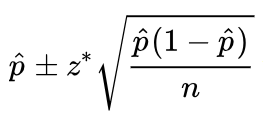 p̂ ± z* √(p̂(1 − p̂)/n)